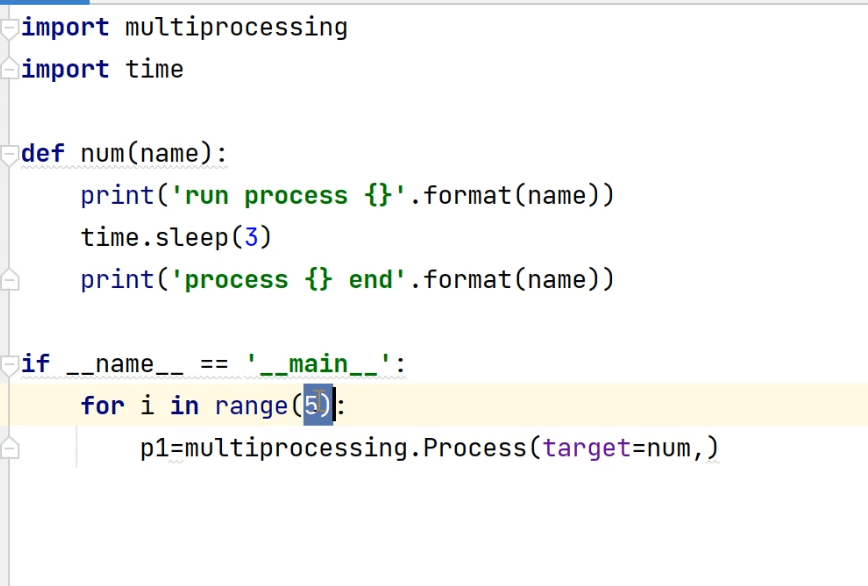 import multiprocessing
import time
def num(name):
    print('run process {}'.format(name))
    time.sleep(3)
    print('process {} end'.format(name))
if __name__ == '__main__':
    for i in range(5):
        p1=multiprocessing.Process(target=num,)